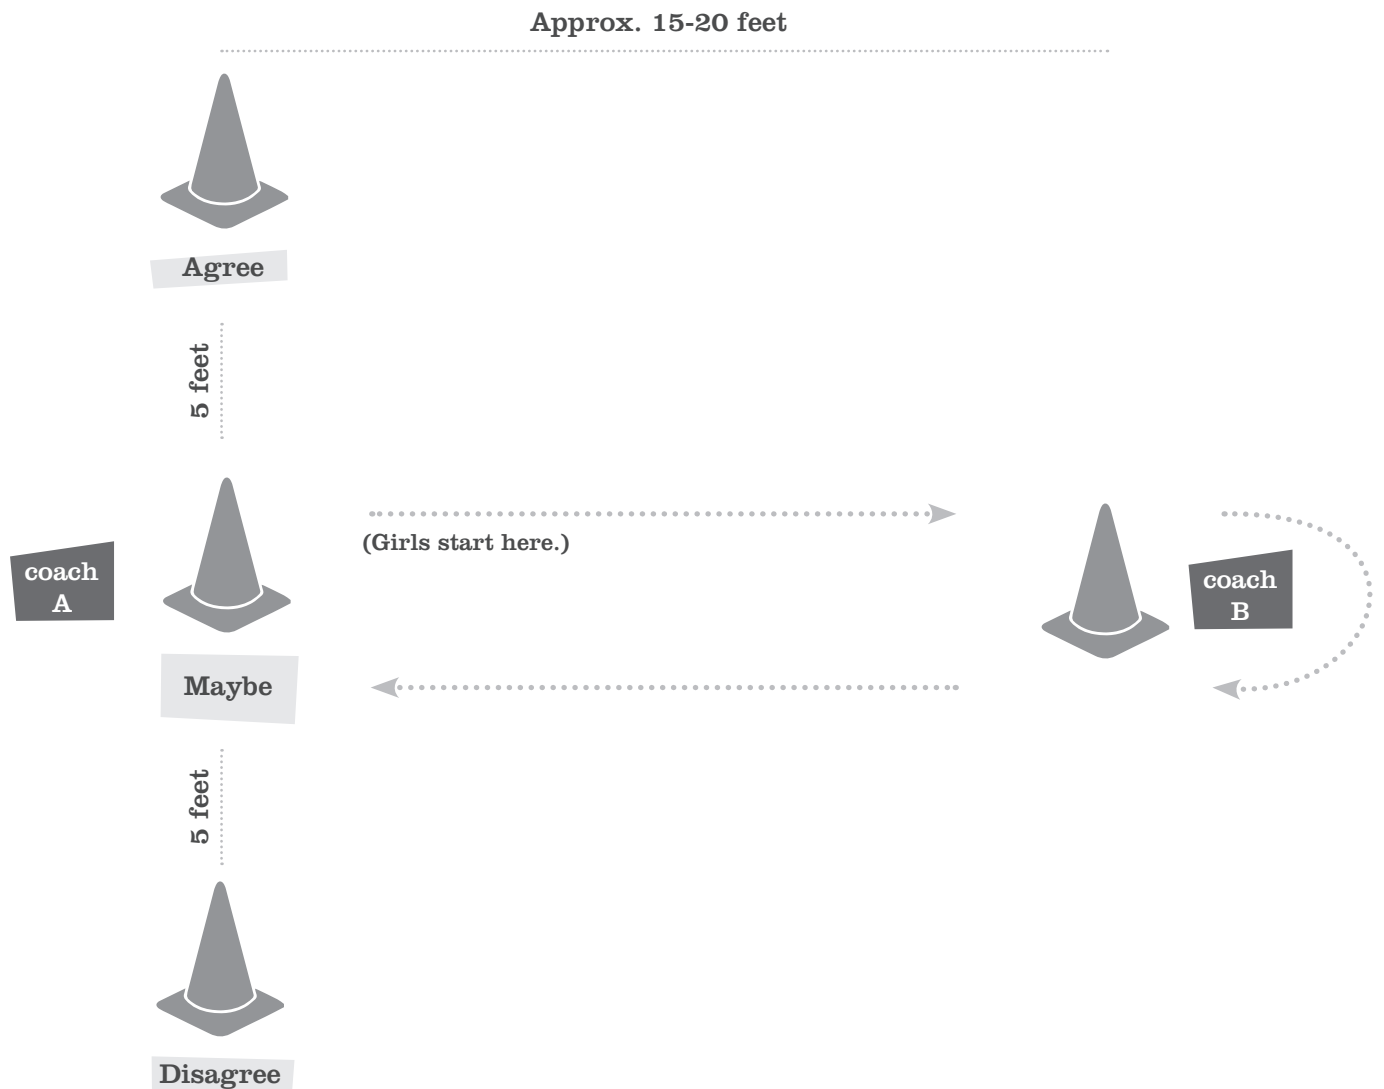 Approx. 15-20 feet
Agree
5 feet
(Girls start here.)
coach
A
coach
B
Maybe
5 feet
Disagree